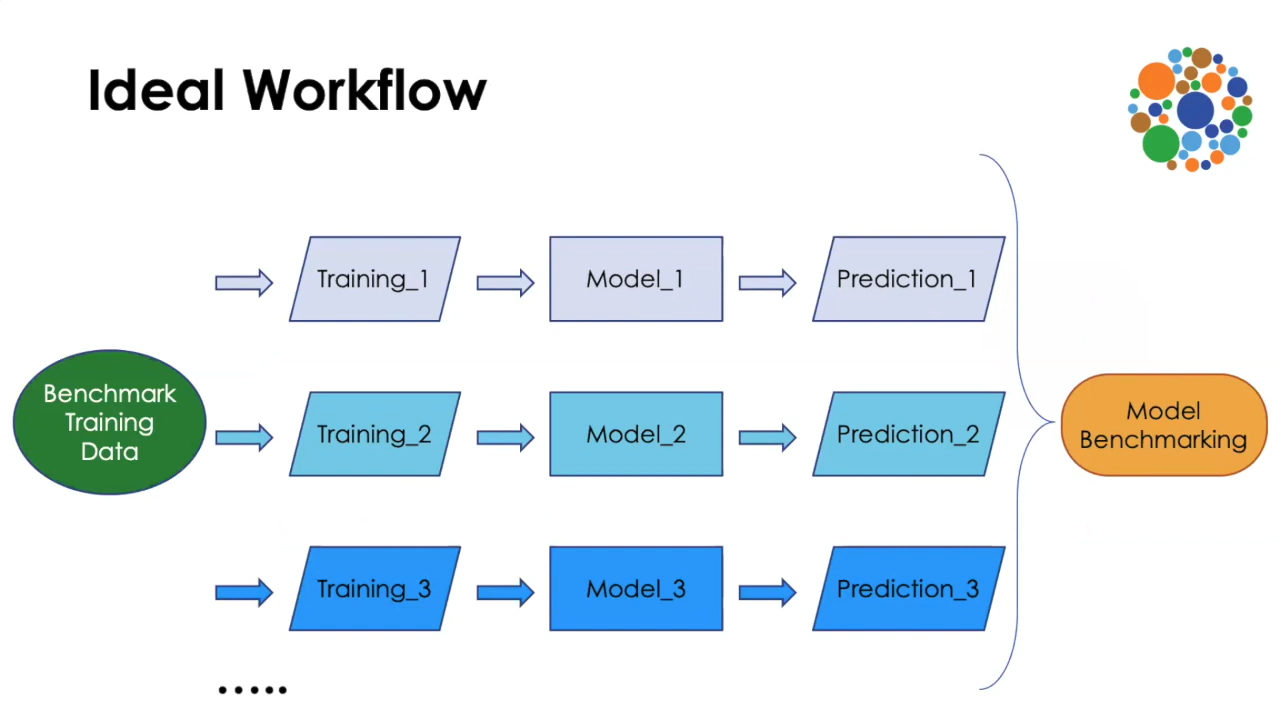 Ideal Workflow
Training_1
Model_1
Prediction_1
Benchmark
Training
Data
Training_2
Model_2
Prediction_2
Model
Benchmarking
Training_3
Model_3
Prediction_3
.....